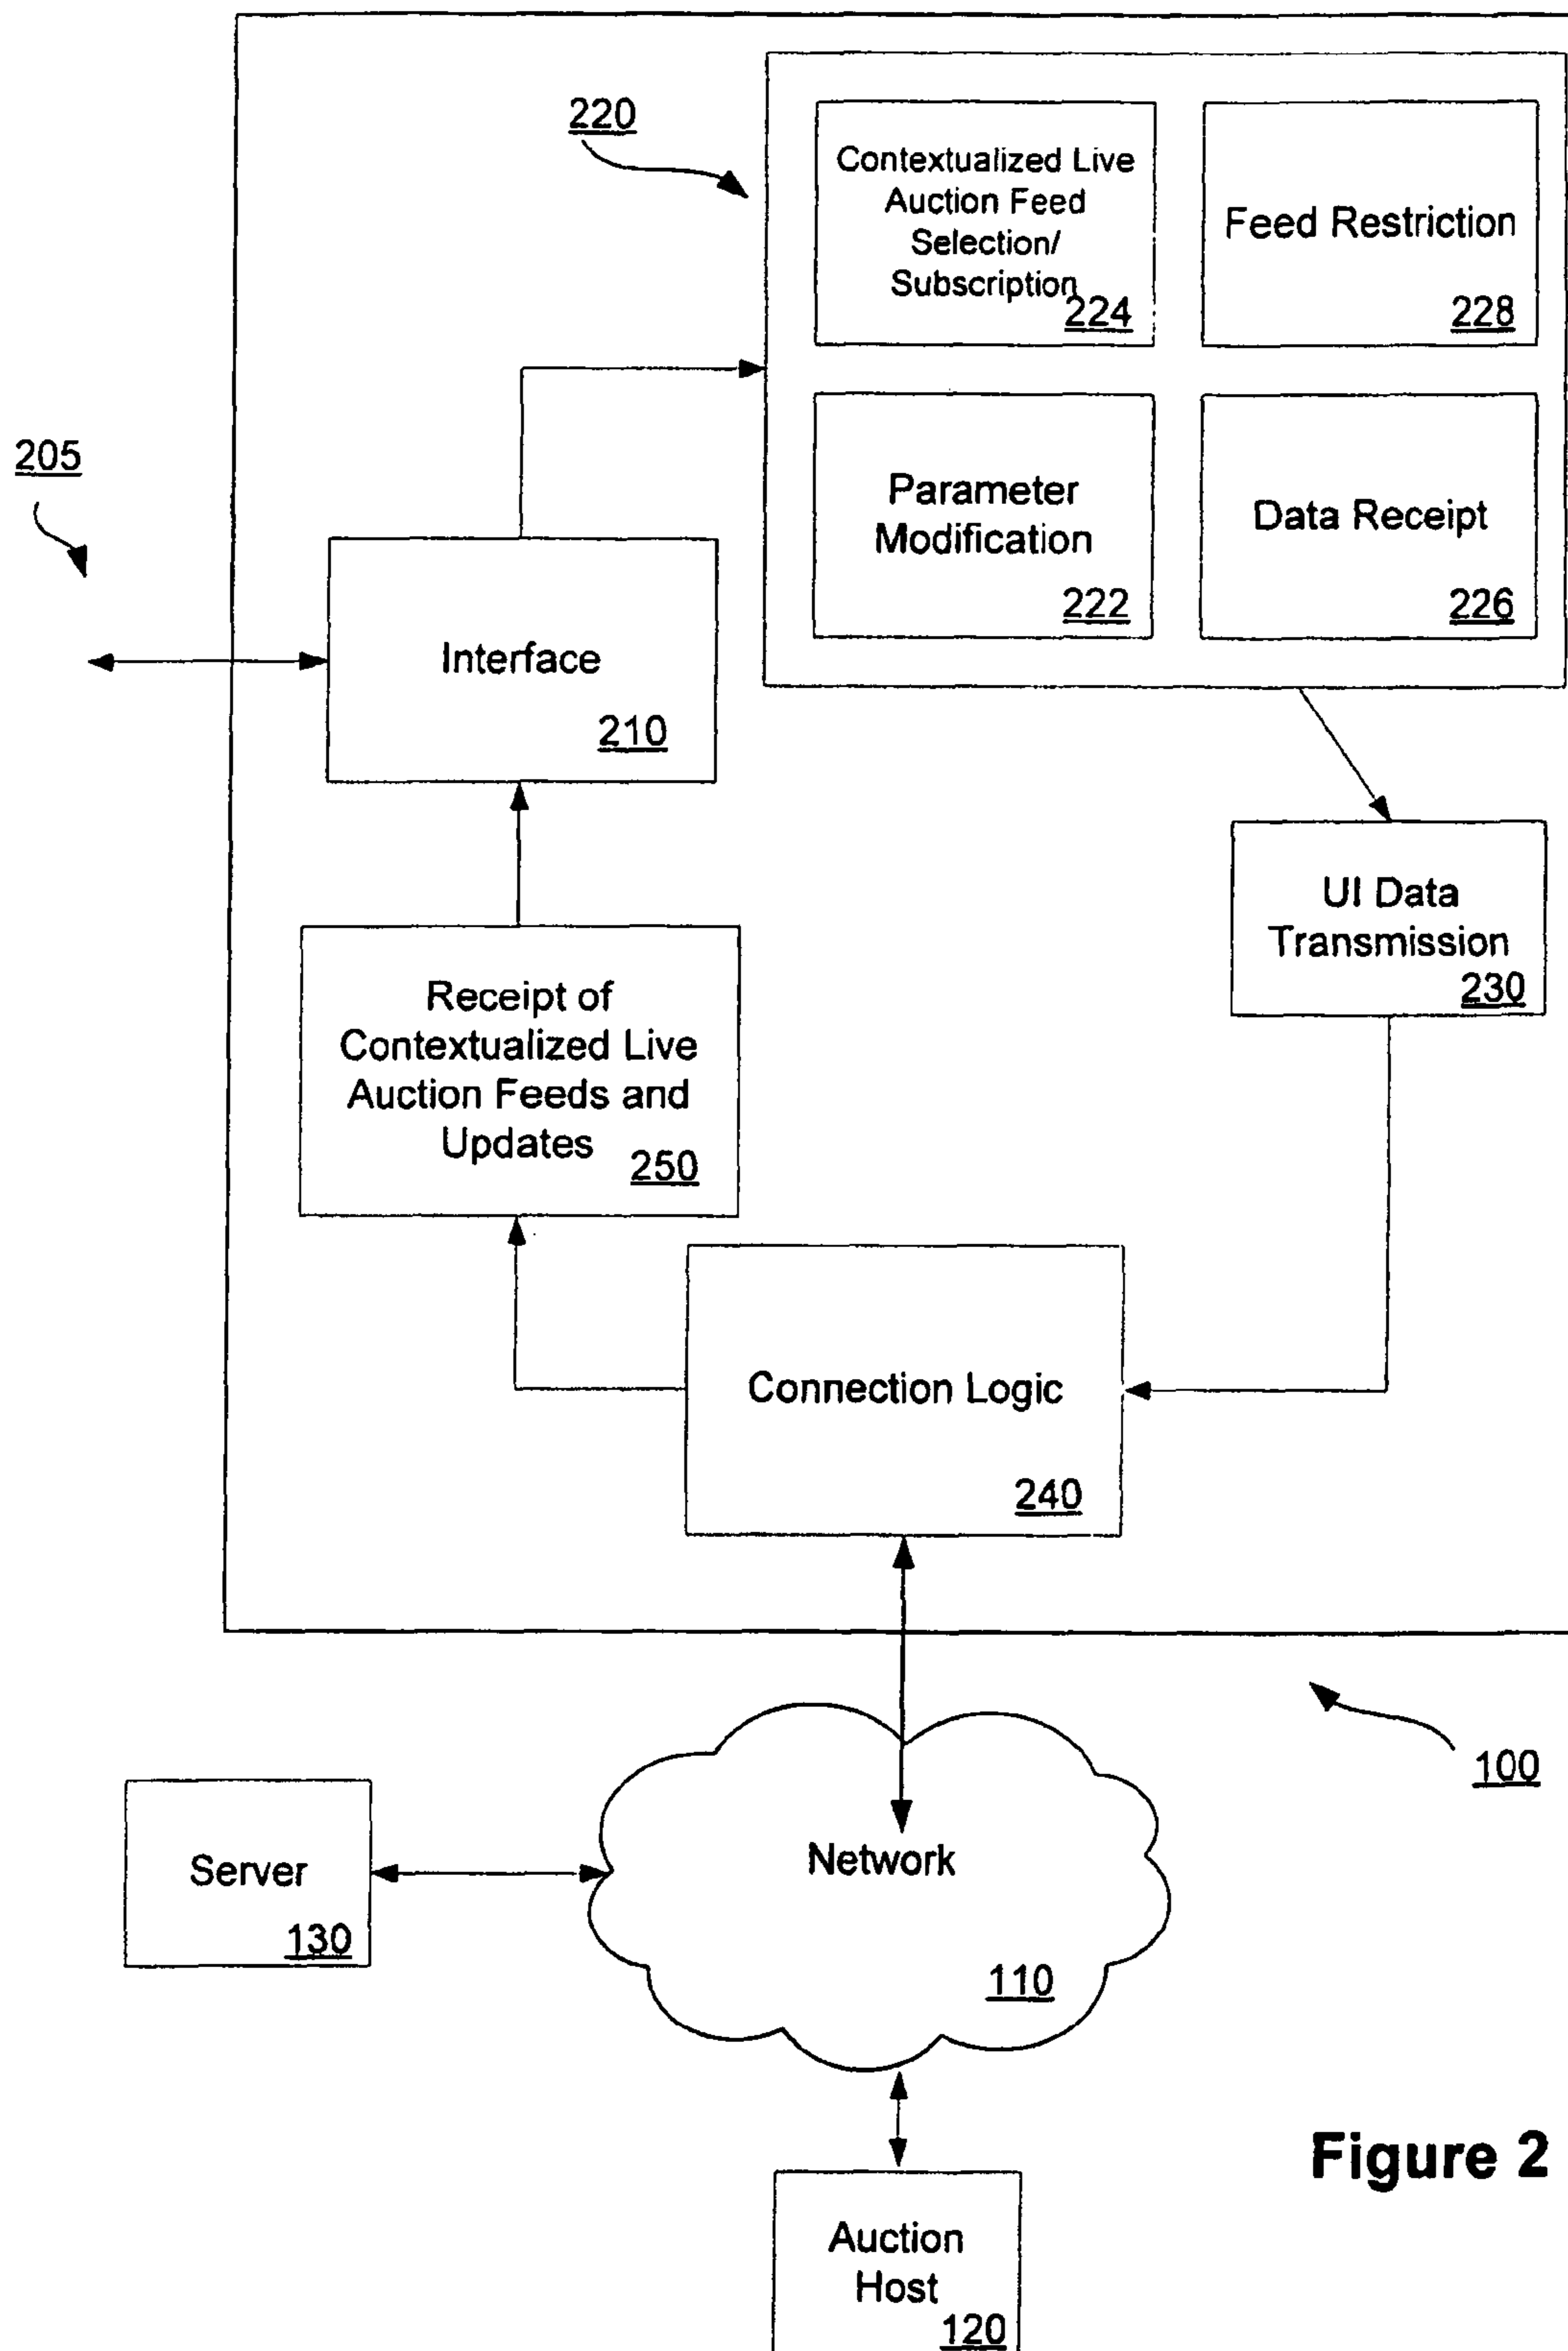 220
Contextualized Live
Auction Feed
Selection/
Subscription
224
Feed Restriction
228
205
Parameter
Modification
222
Data Receipt
226
Interface
210
UI Data
Transmission
230
Receipt of
Contextualized Live
Auction Feeds and
Updates
250
Connection Logic
240
100
Server
130
Network
110
Figure 2
Auction
Host
120